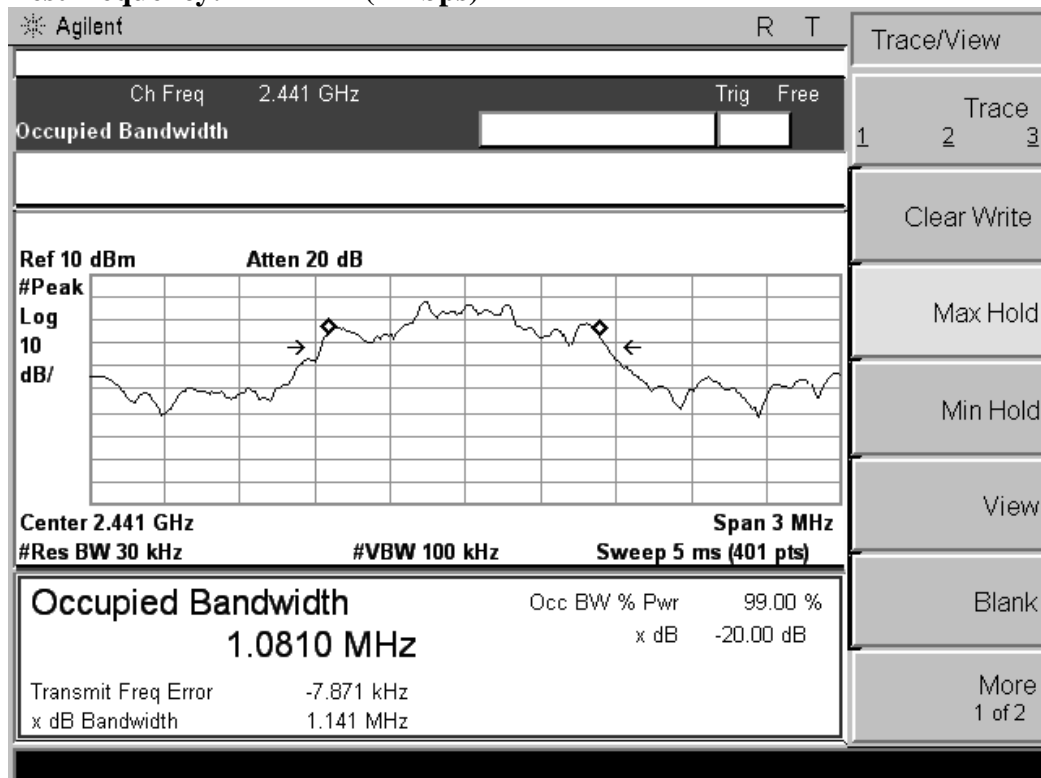 Agilent R T
Trace/View
Ch Freq 2.441 GHz Trig Free
Occupied Bandwidth
Trace
1 2 3
Clear Write
Max Hold
Min Hold
View
Blank
More
1 of 2
Ref 10 dBm Atten 20 dB
#Peak
Log
10
dB/
Center 2.441 GHz Span 3 MHz
#Res BW 30 kHz #VBW 100 kHz Sweep 5 ms (401 pts)
Occupied Bandwidth Occ BW % Pwr 99.00 %
1.0810 MHz x dB -20.00 dB
Transmit Freq Error -7.871 kHz
x dB Bandwidth 1.141 MHz